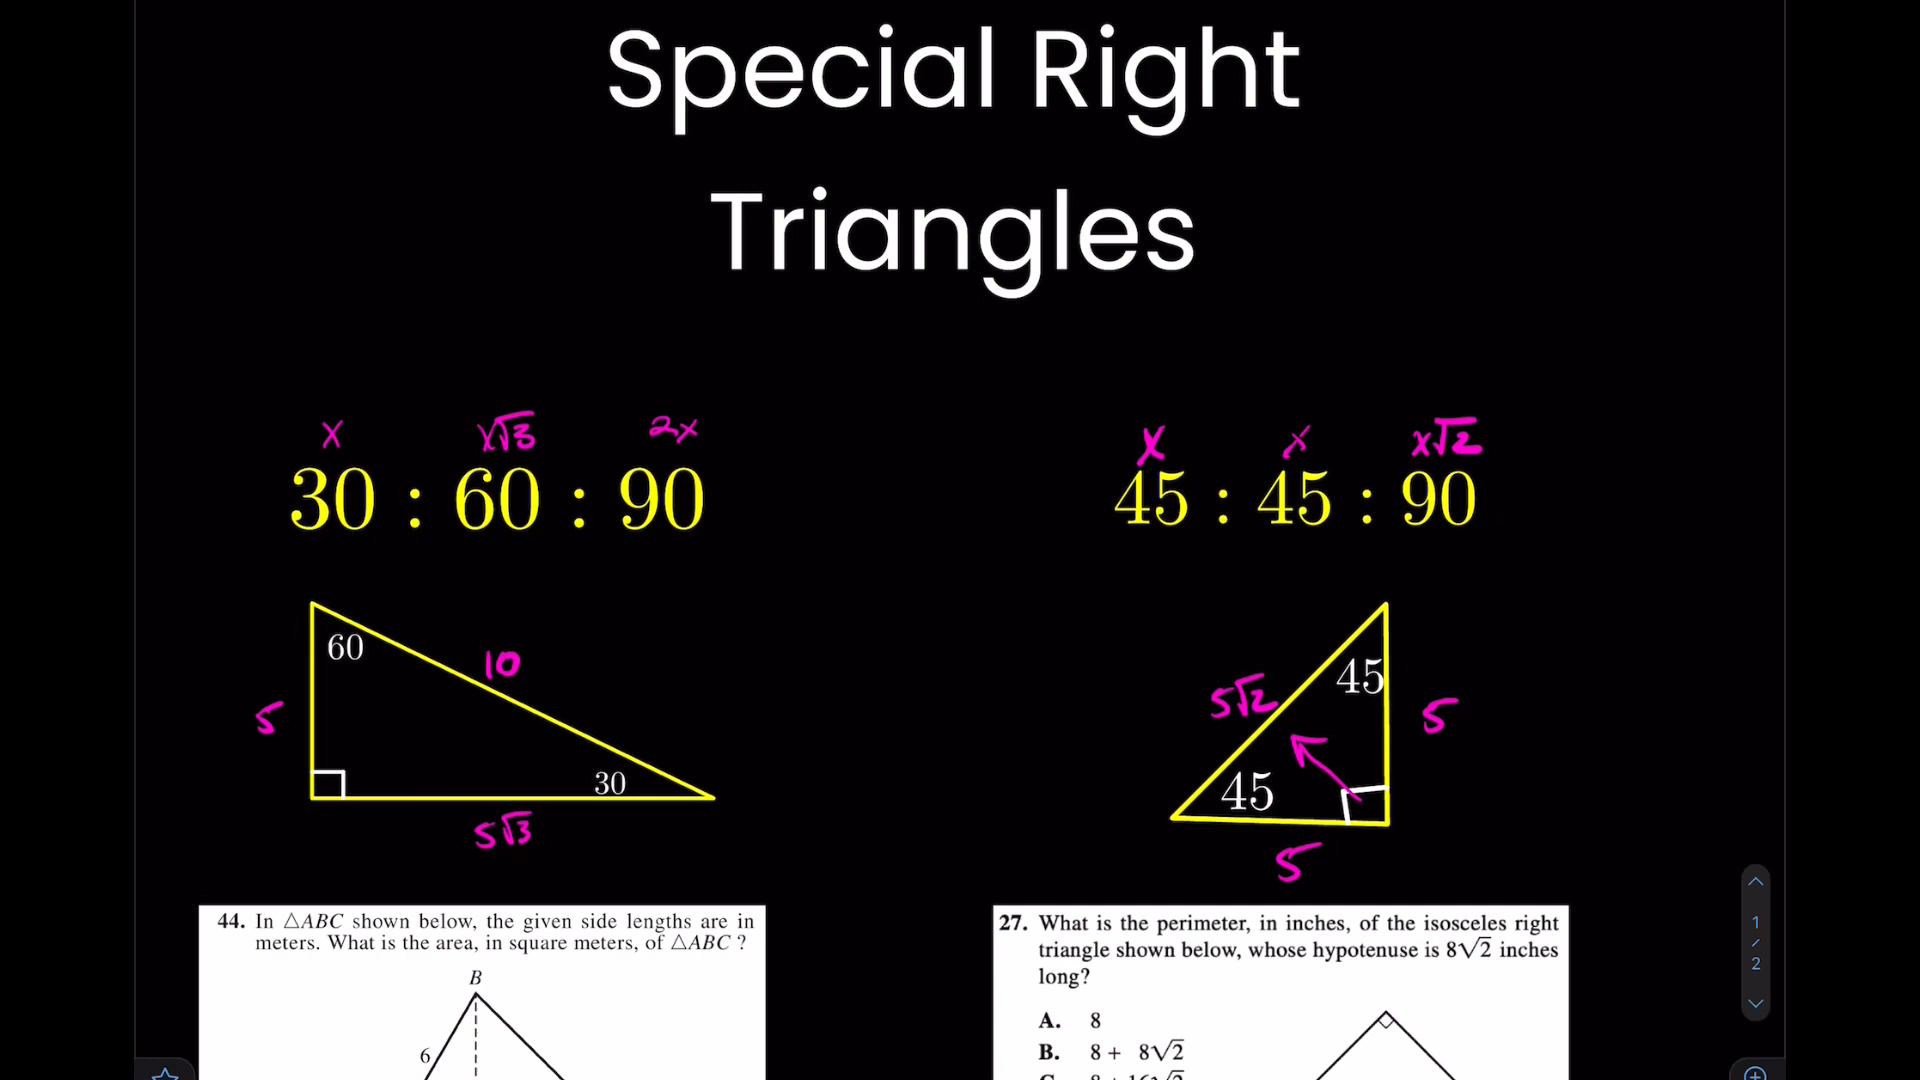 Special Right
Triangles
x x√3 2x
30 : 60 : 90
x x x√2
45 : 45 : 90
60
10
5
30
5√3
45
5√2
5
45
5
44. In △ABC shown below, the given side lengths are in
meters. What is the area, in square meters, of △ABC ?
B
6
27. What is the perimeter, in inches, of the isosceles right
triangle shown below, whose hypotenuse is 8√2 inches
long?
A. 8
B. 8 + 8√2
1
/
2